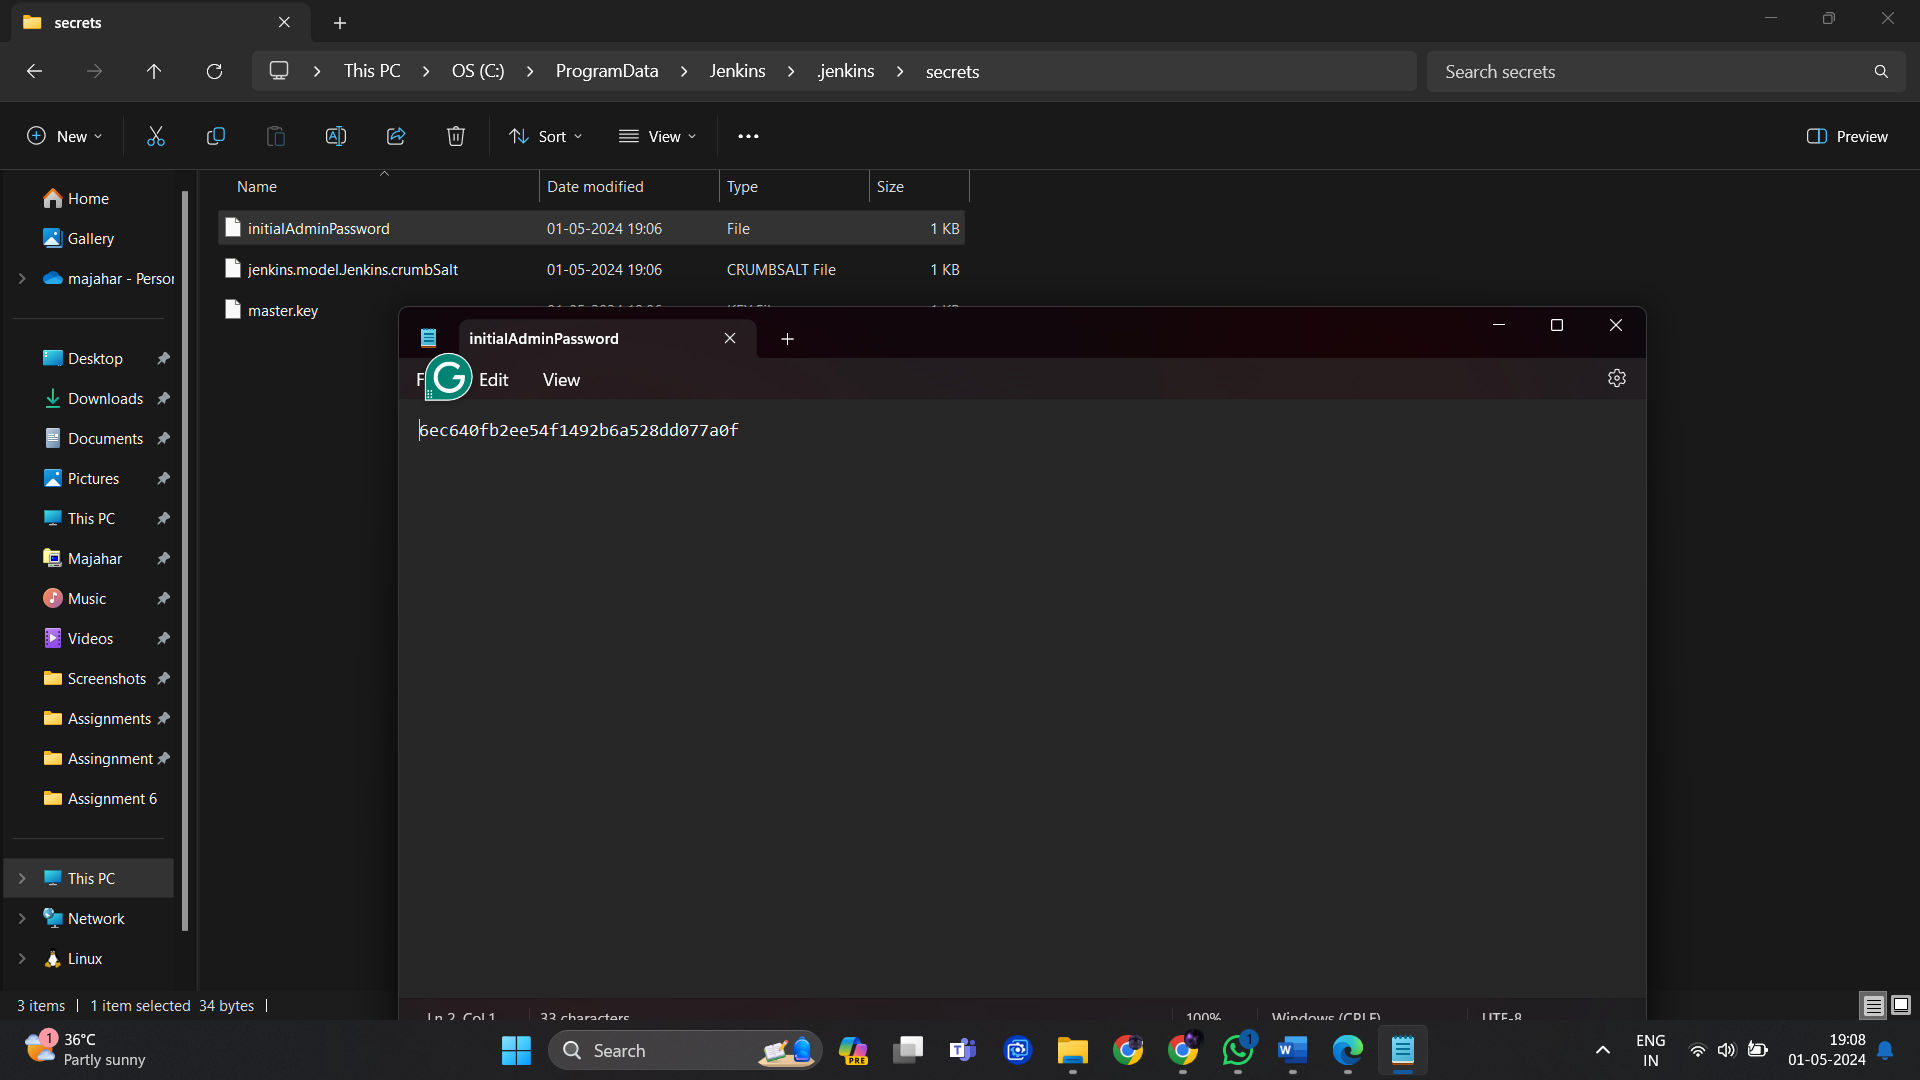 secrets
This PC
OS (C:)
ProgramData
Jenkins
.jenkins
secrets
Search secrets
New
Sort
View
Preview
Name
Date modified
Type
Size
initialAdminPassword
01-05-2024 19:06
File
1 KB
jenkins.model.Jenkins.crumbSalt
01-05-2024 19:06
CRUMBSALT File
1 KB
master.key
Home
Gallery
majahar - Person
Desktop
Downloads
Documents
Pictures
This PC
Majahar
Music
Videos
Screenshots
Assignments
Assingnment
Assignment 6
This PC
Network
Linux
initialAdminPassword
Edit
View
6ec640fb2ee54f1492b6a528dd077a0f
Ln 2, Col 1
33 characters
100%
Windows (CRLF)
UTF-8
3 items
1 item selected 34 bytes
1
36°C
Partly sunny
Search
PRE
1
ENG
IN
19:08
01-05-2024